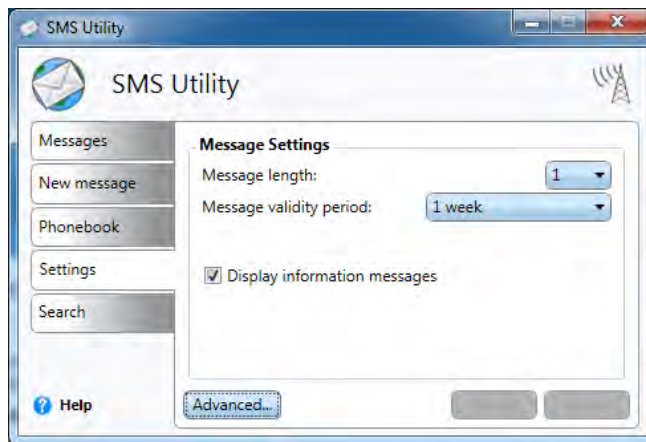 SMS Utility
SMS Utility
Messages
New message
Phonebook
Settings
Search
Help
Message Settings
Message length: 1
Message validity period: 1 week
Display information messages
Advanced...